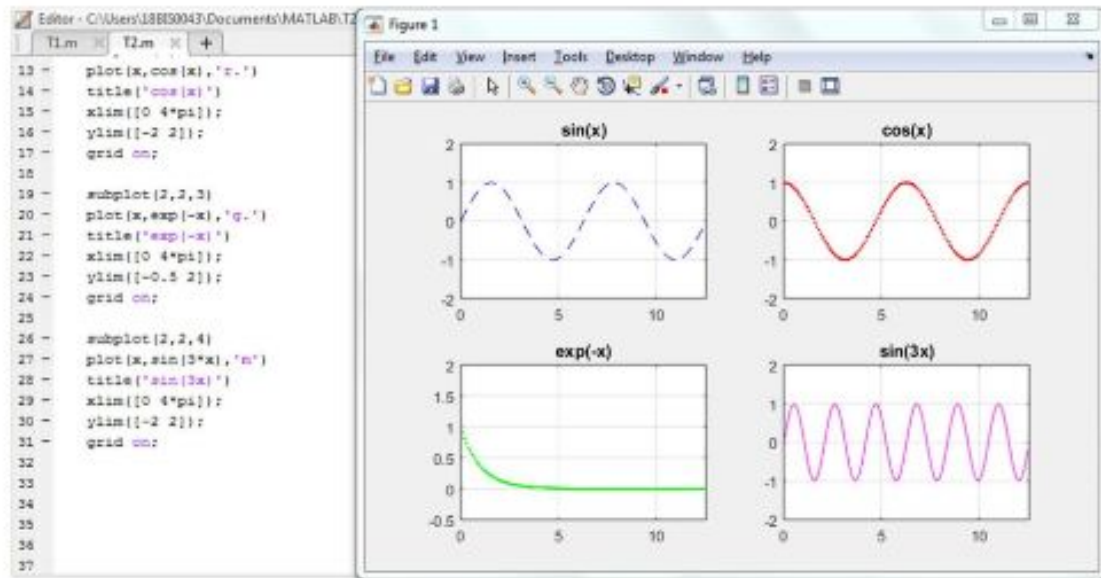 Editor - C:\Users\18BIS0043\Documents\MATLAB\T2
T1.m T2.m +
13 - plot(x,cos(x),'r.')
14 - title('cos(x)')
15 - xlim([0 4*pi]);
16 - ylim([-2 2]);
17 - grid on;
18
19 - subplot(2,2,3)
20 - plot(x,exp(-x),'g.')
21 - title('exp(-x)')
22 - xlim([0 4*pi]);
23 - ylim([-0.5 2]);
24 - grid on;
25
26 - subplot(2,2,4)
27 - plot(x,sin(3*x),'m')
28 - title('sin(3x)')
29 - xlim([0 4*pi]);
30 - ylim([-2 2]);
31 - grid on;
32
33
34
35
36
37
Figure 1
File Edit View Insert Tools Desktop Window Help
sin(x)
2
1
0
-1
-2
0 5 10
cos(x)
2
1
0
-1
-2
0 5 10
exp(-x)
2
1.5
1
0.5
0
-0.5
0 5 10
sin(3x)
2
1
0
-1
-2
0 5 10